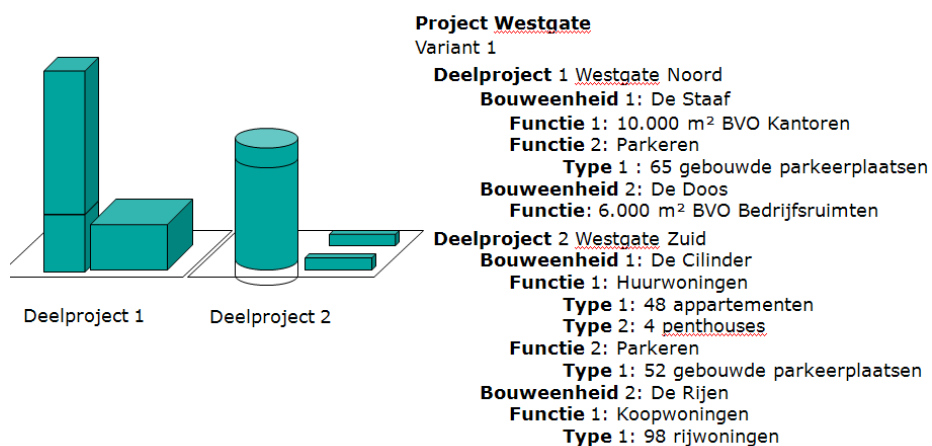 Project Westgate
Variant 1
Deelproject 1 Westgate Noord
Bouweenheid 1: De Staaf
Functie 1: 10.000 m² BVO Kantoren
Functie 2: Parkeren
Type 1 : 65 gebouwde parkeerplaatsen
Bouweenheid 2: De Doos
Functie: 6.000 m² BVO Bedrijfsruimten
Deelproject 2 Westgate Zuid
Bouweenheid 1: De Cilinder
Functie 1: Huurwoningen
Type 1: 48 appartementen
Type 2: 4 penthouses
Functie 2: Parkeren
Type 1: 52 gebouwde parkeerplaatsen
Bouweenheid 2: De Rijen
Functie 1: Koopwoningen
Type 1: 98 rijwoningen
Deelproject 1
Deelproject 2